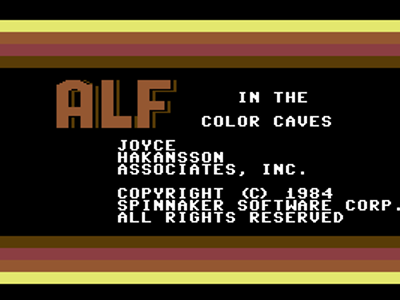 ALF
IN THE
COLOR CAVES
JOYCE
HAKANSSON
ASSOCIATES, INC.
COPYRIGHT (C) 1984
SPINNAKER SOFTWARE CORP.
ALL RIGHTS RESERVED